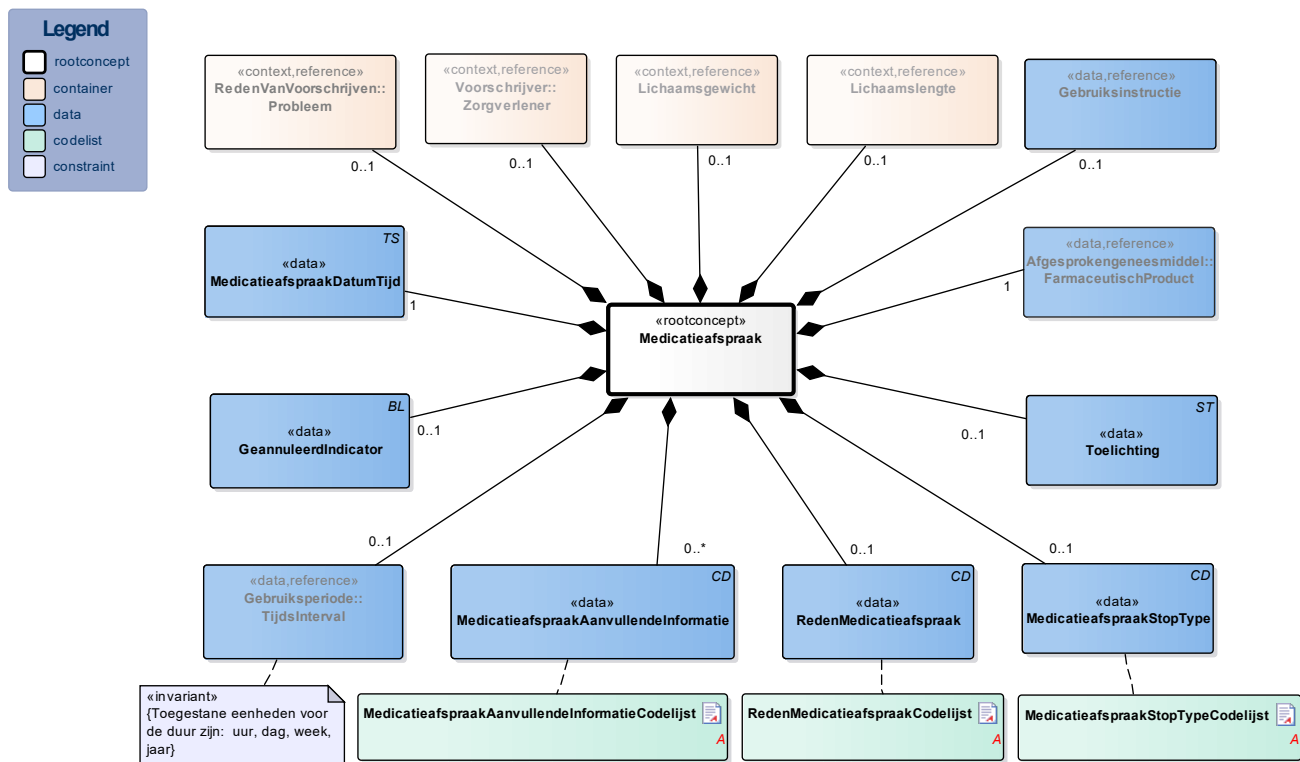 Legend
rootconcept
container
data
codelist
constraint
«context,reference»
RedenVanVoorschrijven::
Probleem
0..1
«context,reference»
Voorschrijver::
Zorgverlener
0..1
«context,reference»
Lichaamsgewicht
0..1
«context,reference»
Lichaamslengte
0..1
«data,reference»
Gebruiksinstructie
0..1
TS
«data»
MedicatieafspraakDatumTijd
1
«data,reference»
Afgesprokengeneesmiddel::
FarmaceutischProduct
1
«rootconcept»
Medicatieafspraak
BL
«data»
GeannuleerdIndicator
0..1
ST
«data»
Toelichting
0..1
0..1
«data,reference»
Gebruiksperiode::
TijdsInterval
0..*
CD
«data»
MedicatieafspraakAanvullendeInformatie
0..1
CD
«data»
RedenMedicatieafspraak
0..1
CD
«data»
MedicatieafspraakStopType
«invariant»
{Toegestane eenheden voor
de duur zijn: uur, dag, week,
jaar}
MedicatieafspraakAanvullendeInformatieCodelijst
A
RedenMedicatieafspraakCodelijst
A
MedicatieafspraakStopTypeCodelijst
A